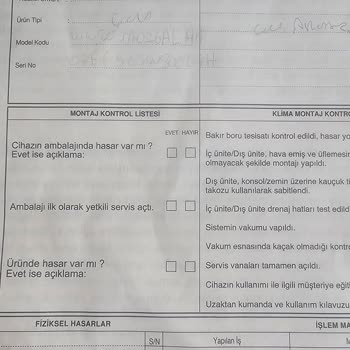 Ürün Tipi
Model Kodu
Seri No
MONTAJ KONTROL LİSTESİ
KLİMA MONTAJ KONTRO
EVET HAYIR
Cihazın ambalajında hasar var mı ?
Evet ise açıklama:
Ambalajı ilk olarak yetkili servis açtı.
Üründe hasar var mı ?
Evet ise açıklama:
Bakır boru tesisatı kontrol edildi, hasar yo
İç ünite/Dış ünite, hava emiş ve üflemesin
olmayacak şekilde montajı yapıldı.
Dış ünite, konsol/zemin üzerine kauçuk ti
takozu kullanılarak sabitlendi.
İç ünite/Dış ünite drenaj hatları test edild
Sistemin vakumu yapıldı.
Vakum esnasında kaçak olmadığı kontro
Servis vanaları tamamen açıldı.
Cihazın kullanımı ile ilgili müşteriye eğiti
Uzaktan kumanda ve kullanım kılavuzu
FİZİKSEL HASARLAR
İŞLEM MA
S/N
Yapılan İş
M